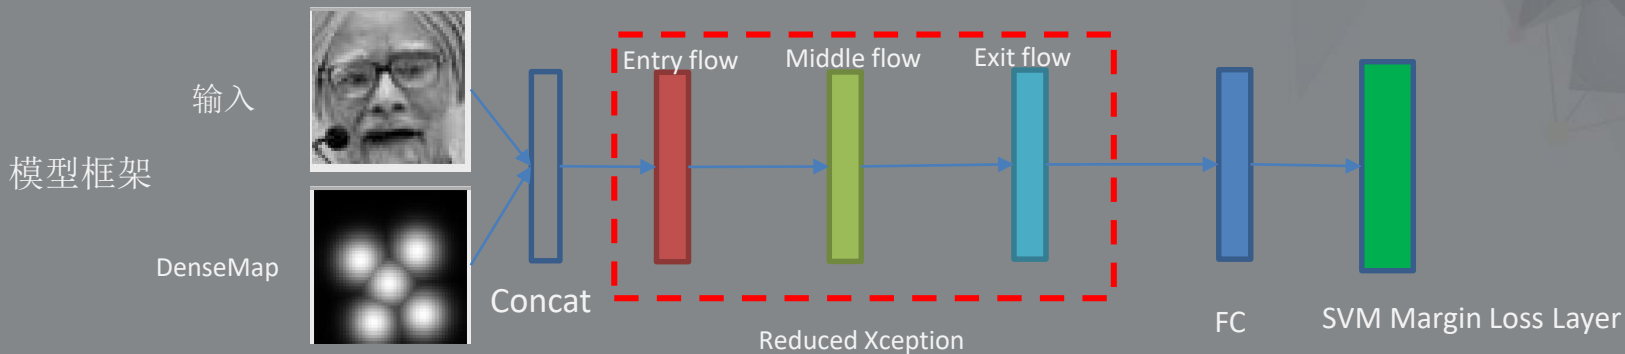 模型框架
输入
DenseMap
Concat
Entry flow
Middle flow
Exit flow
Reduced Xception
FC
SVM Margin Loss Layer